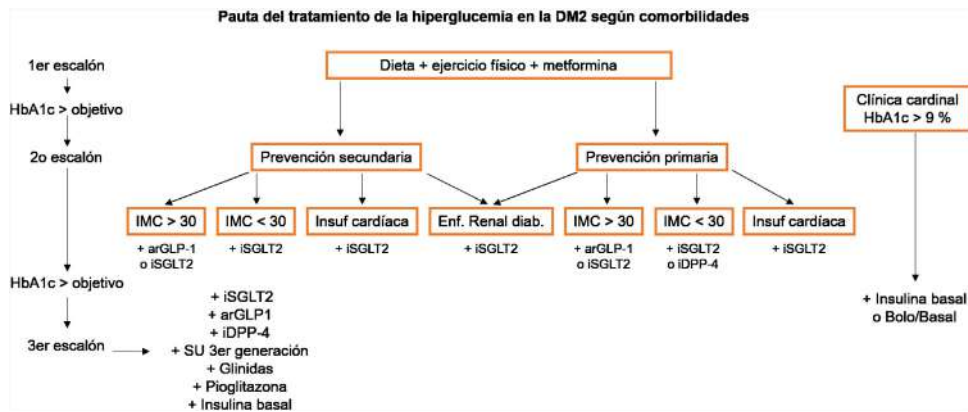 Pauta del tratamiento de la hiperglucemia en la DM2 según comorbilidades
1er escalón
Dieta + ejercicio físico + metformina
HbA1c > objetivo
Clínica cardinal
HbA1c > 9 %
2o escalón
Prevención secundaria
Prevención primaria
IMC > 30
IMC < 30
Insuf cardíaca
Enf. Renal diab.
IMC > 30
IMC < 30
Insuf cardíaca
+ arGLP-1
o iSGLT2
+ iSGLT2
+ iSGLT2
+ iSGLT2
+ arGLP-1
o iSGLT2
+ iSGLT2
o iDPP-4
+ iSGLT2
HbA1c > objetivo
+ Insulina basal
o Bolo/Basal
3er escalón
+ iSGLT2
+ arGLP1
+ iDPP-4
+ SU 3er generación
+ Glinidas
+ Pioglitazona
+ Insulina basal